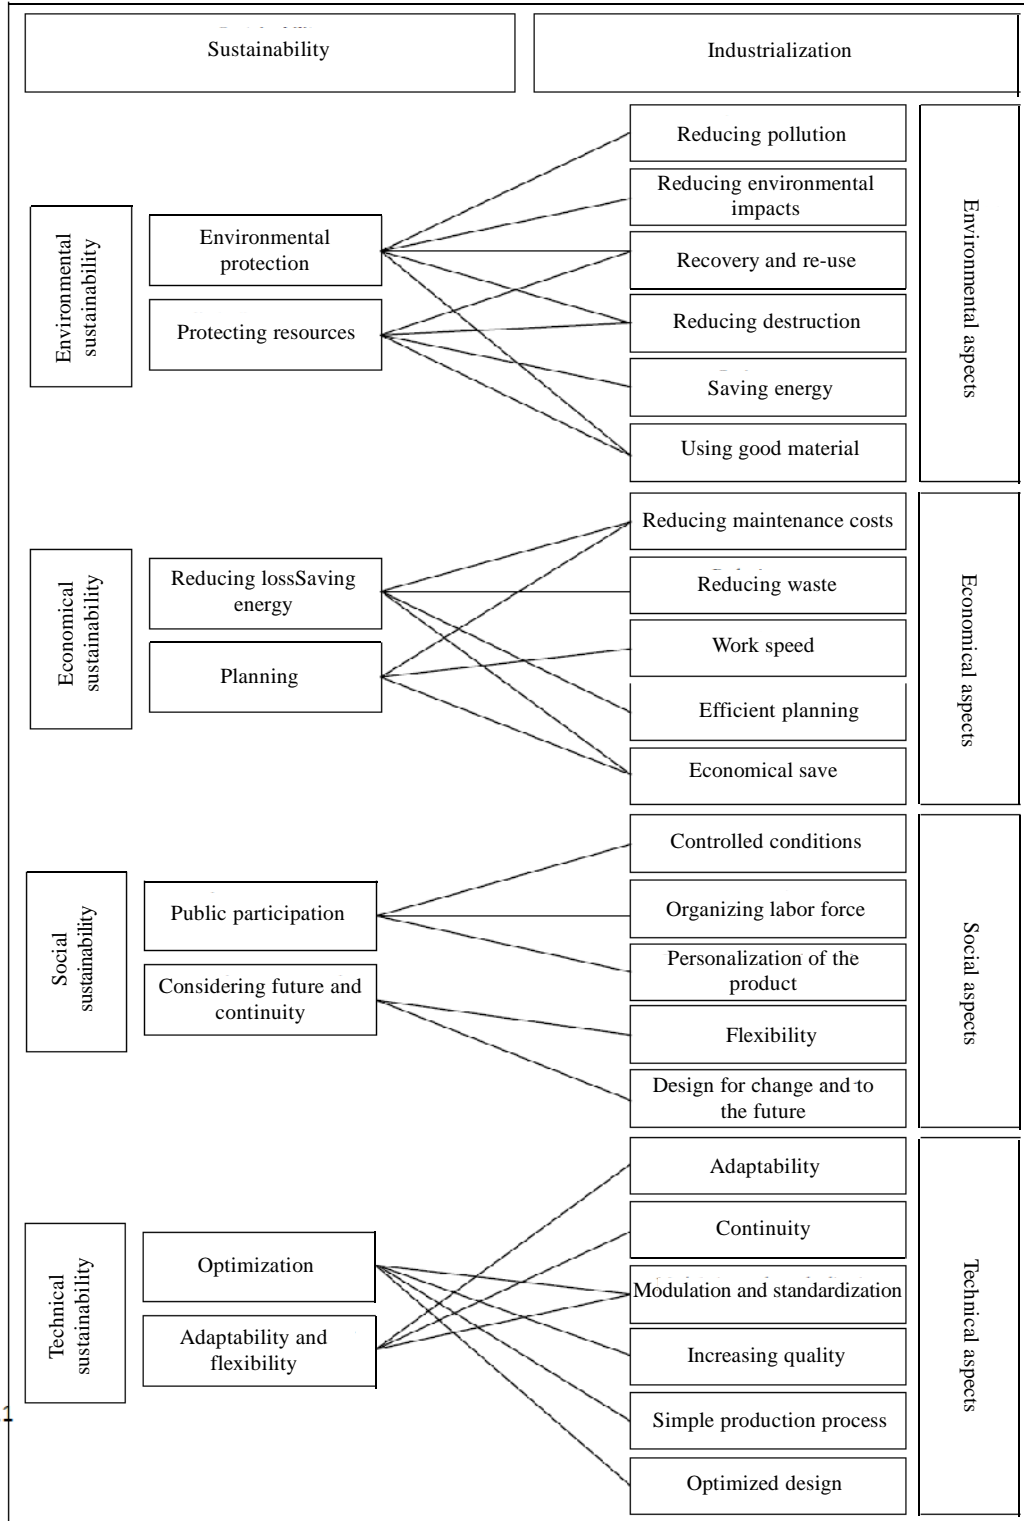 Sustainability
Industrialization
Environmental
sustainability
Environmental
protection
Protecting resources
Reducing pollution
Reducing environmental
impacts
Recovery and re-use
Reducing destruction
Saving energy
Using good material
Environmental aspects
Economical
sustainability
Reducing lossSaving
energy
Planning
Reducing maintenance costs
Reducing waste
Work speed
Efficient planning
Economical save
Economical aspects
Social
sustainability
Public participation
Considering future and
continuity
Controlled conditions
Organizing labor force
Personalization of the
product
Flexibility
Design for change and to
the future
Social aspects
Technical
sustainability
Optimization
Adaptability and
flexibility
Adaptability
Continuity
Modulation and standardization
Increasing quality
Simple production process
Optimized design
Technical aspects
1